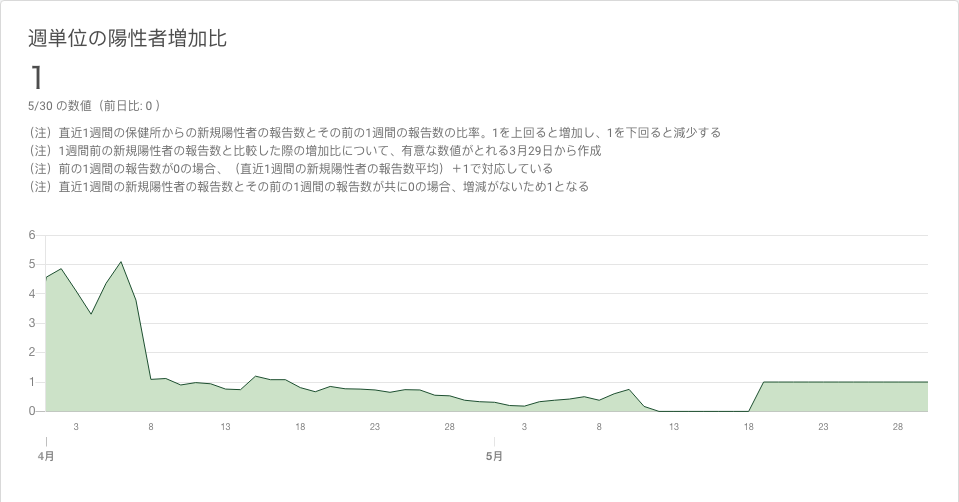 週単位の陽性者増加比
1
5/30 の数値（前日比: 0 ）
（注）直近1週間の保健所からの新規陽性者の報告数とその前の1週間の報告数の比率。1を上回ると増加し、1を下回ると減少する
（注）1週間前の新規陽性者の報告数と比較した際の増加比について、有意な数値がとれる3月29日から作成
（注）前の1週間の報告数が0の場合、（直近1週間の新規陽性者の報告数平均）＋1で対応している
（注）直近1週間の新規陽性者の報告数とその前の1週間の報告数が共に0の場合、増減がないため1となる
6
5
4
3
2
1
0
3 8 13 18 23 28 3 8 13 18 23 28
4月 5月